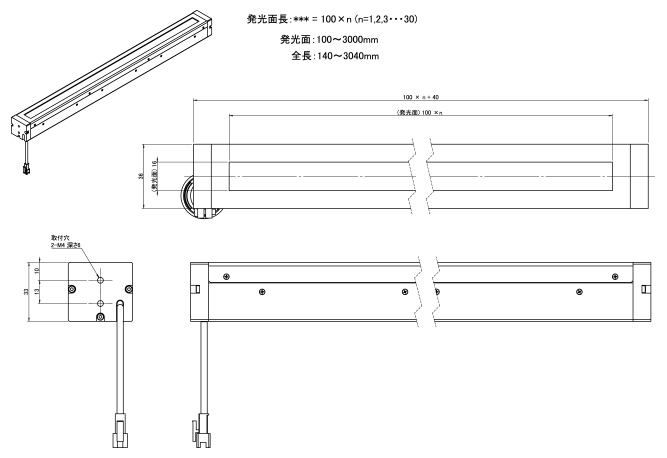 発光面長:*** = 100×n (n=1,2,3･･･30)
発光面:100～3000mm
全長:140～3040mm
100 × n + 40
(発光面) 100 ×n
36
(発光面) 16
取付穴
2-M4 深さ6
33
10
13